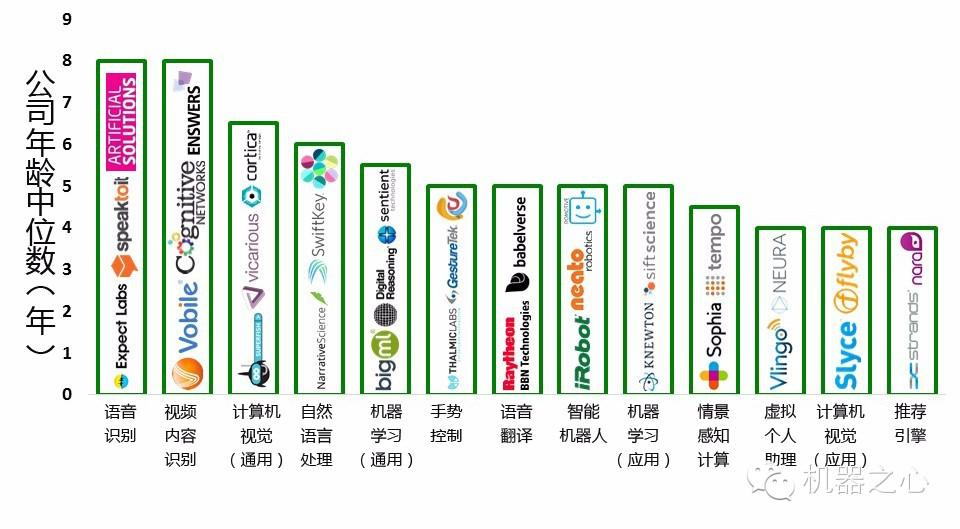 公司年龄中位数（年）
9
8
7
6
5
4
3
2
1
0
ARTIFICIAL
SOLUTIONS
speaktoit
Expect Labs
ANSWERS
Cognitive
NETWORKS
Vobile
cortica
vicarious
SUPERFISH
SwiftKey
NarrativeScience
sentient
technologies
Digital
Reasoning
bigml
GestureTek
THALMICLABS
babelverse
Raytheon
BBN Technologies
ROMOTIVE
neato
robotics
iRobot
sift science
KNEWTON
tempo
Sophia
NEURA
Vlingo
flyby
Slyce
nara
strands
语音
识别
视频
内容
识别
计算机
视觉
（通用）
自然
语言
处理
机器
学习
（通用）
手势
控制
语音
翻译
智能
机器人
机器
学习
（应用）
情景
感知
计算
虚拟
个人
助理
计算机
视觉
（应用）
推荐
引擎
机器之心